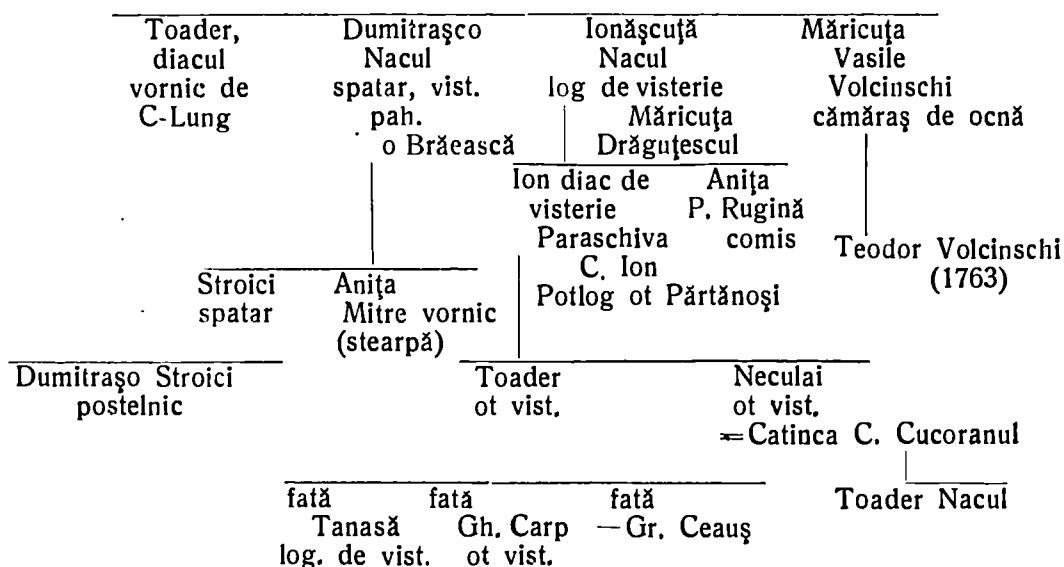 Toader, Dumitraşco Ionăşcuţă Măricuţa
diacul Nacul Nacul Vasile
vornic de spatar, vist. log de visterie Volcinschi
C-Lung pah. Măricuţa cămăraş de ocnă
o Brăească Drăguţescul
Ion diac de Aniţa
visterie P. Rugină
Paraschiva comis Teodor Volcinschi
Stroici Aniţa C. Ion (1763)
spatar Mitre vornic Potlog ot Părtănoşi
(stearpă)
Dumitraşo Stroici Toader Neculai
postelnic ot vist. ot vist.
= Catinca C. Cucoranul
fată fată fată Toader Nacul
Tanasă Gh. Carp — Gr. Ceauş
log. de vist. ot vist.